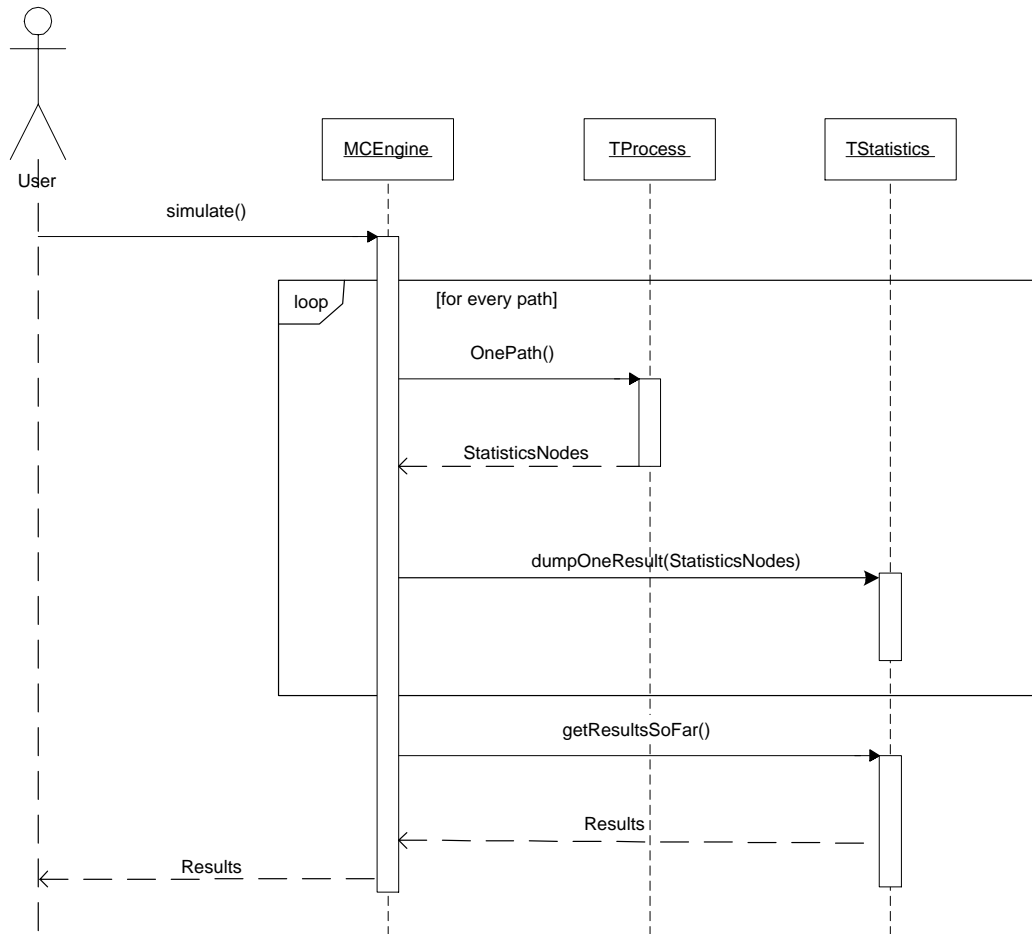 User
MCEngine
TProcess
TStatistics
simulate()
loop
[for every path]
OnePath()
StatisticsNodes
dumpOneResult(StatisticsNodes)
getResultsSoFar()
Results
Results